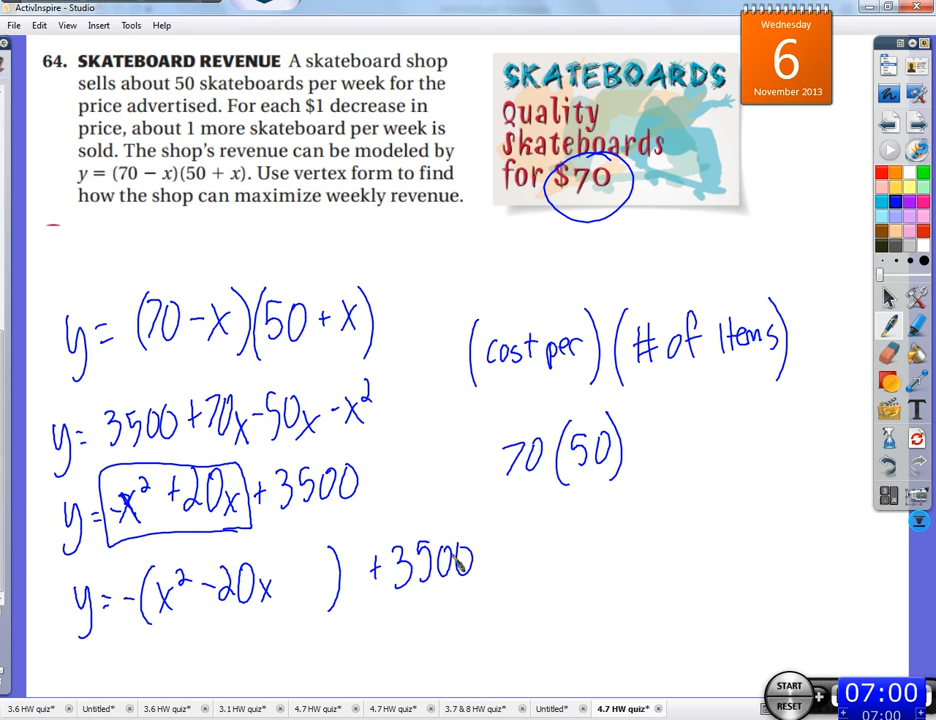 ActivInspire - Studio
File Edit View Insert Tools Help
Wednesday
6
November 2013
64. SKATEBOARD REVENUE A skateboard shop
sells about 50 skateboards per week for the
price advertised. For each $1 decrease in
price, about 1 more skateboard per week is
sold. The shop's revenue can be modeled by
y = (70 − x)(50 + x). Use vertex form to find
how the shop can maximize weekly revenue.
SKATEBOARDS
Quality
Skateboards
for $70
y = (70 - x)(50 + x)
(cost per)(# of Items)
y = 3500 + 70x - 50x - x²
70(50)
y = -x² + 20x + 3500
y = -(x² - 20x ) + 3500
START
RESET
07:00
07:00
3.6 HW quiz* Untitled* 3.6 HW quiz* 3.1 HW quiz* 4.7 HW quiz* 4.7 HW quiz* 3.7 & 8 HW quiz* Untitled* 4.7 HW quiz*